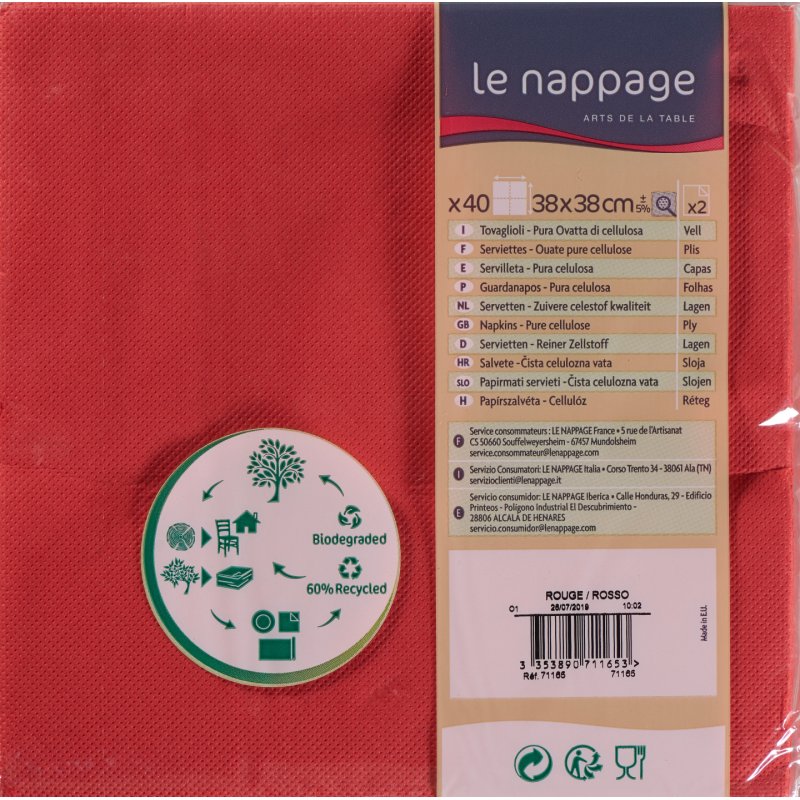 le nappage
ARTS DE LA TABLE
x40 38x38cm ± 5% x2
I Tovaglioli - Pura Ovatta di cellulosa Vell
F Serviettes - Ouate pure cellulose Plis
E Servilleta - Pura celulosa Capas
P Guardanapos - Pura celulosa Folhas
NL Servetten - Zuivere celestof kwaliteit Lagen
GB Napkins - Pure cellulose Ply
D Servietten - Reiner Zellstoff Lagen
HR Salvete - Čista celulozna vata Sloja
SLO Papirmati servieti - Čista celulozna vata Slojen
H Papírszalvéta - Cellulóz Réteg
F Service consommateurs : LE NAPPAGE France • 5 rue de l'Artisanat
CS 50660 Souffelweyersheim - 67457 Mundolsheim
service.consommateur@lenappage.com
I Servizio Consumatori: LE NAPPAGE Italia • Corso Trento 34 - 38061 Ala (TN)
servizioclienti@lenappage.it
E Servicio consumidor: LE NAPPAGE Iberica • Calle Honduras, 29 - Edificio
Printeos - Poligono Industrial El Descubrimiento -
28806 ALCALA DE HENARES
servicio.consumidor@lenappage.com
Biodegraded
60% Recycled
ROUGE / ROSSO
O1 26/07/2019 10:02
3 353890 711653 >
Réf. 71165 71165
Made in E.U.